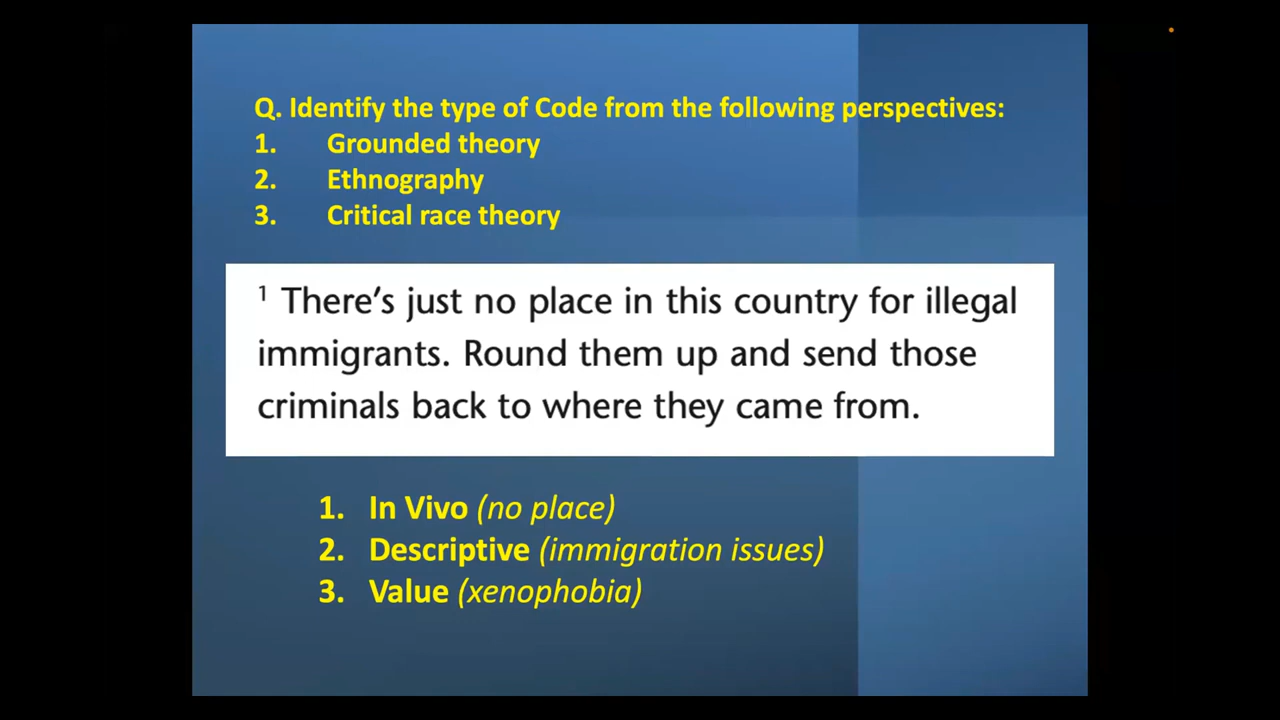 Q. Identify the type of Code from the following perspectives:
1. Grounded theory
2. Ethnography
3. Critical race theory
1 There's just no place in this country for illegal
immigrants. Round them up and send those
criminals back to where they came from.
1. In Vivo (no place)
2. Descriptive (immigration issues)
3. Value (xenophobia)